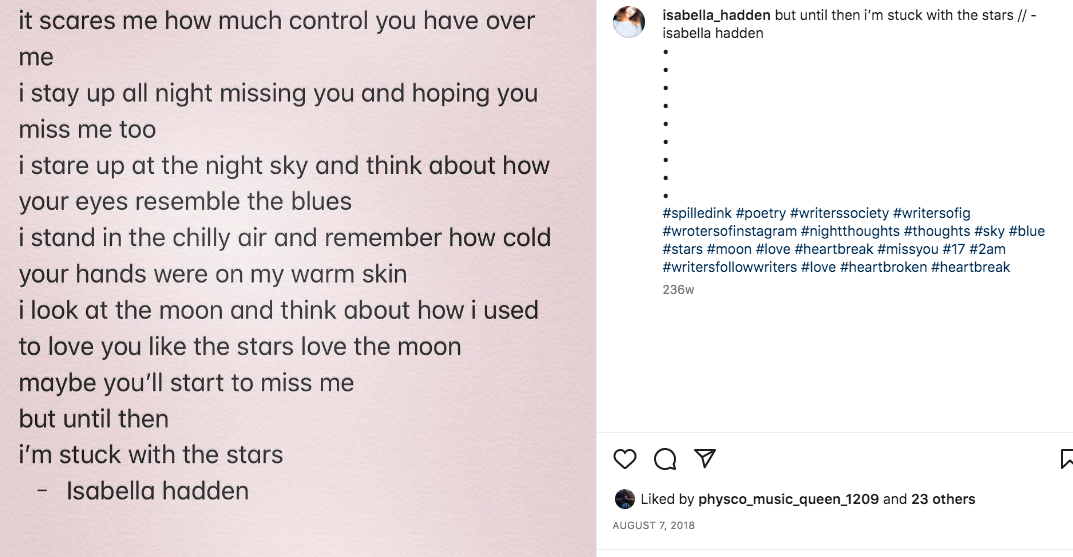 it scares me how much control you have over
me
i stay up all night missing you and hoping you
miss me too
i stare up at the night sky and think about how
your eyes resemble the blues
i stand in the chilly air and remember how cold
your hands were on my warm skin
i look at the moon and think about how i used
to love you like the stars love the moon
maybe you'll start to miss me
but until then
i'm stuck with the stars
– Isabella hadden
isabella_hadden but until then i'm stuck with the stars // -
isabella hadden
•
•
•
•
•
•
•
•
•
#spilledink #poetry #writerssociety #writersofig
#wrotersofinstagram #nightthoughts #thoughts #sky #blue
#stars #moon #love #heartbreak #missyou #17 #2am
#writersfollowwriters #love #heartbroken #heartbreak
236w
Liked by physco_music_queen_1209 and 23 others
AUGUST 7, 2018